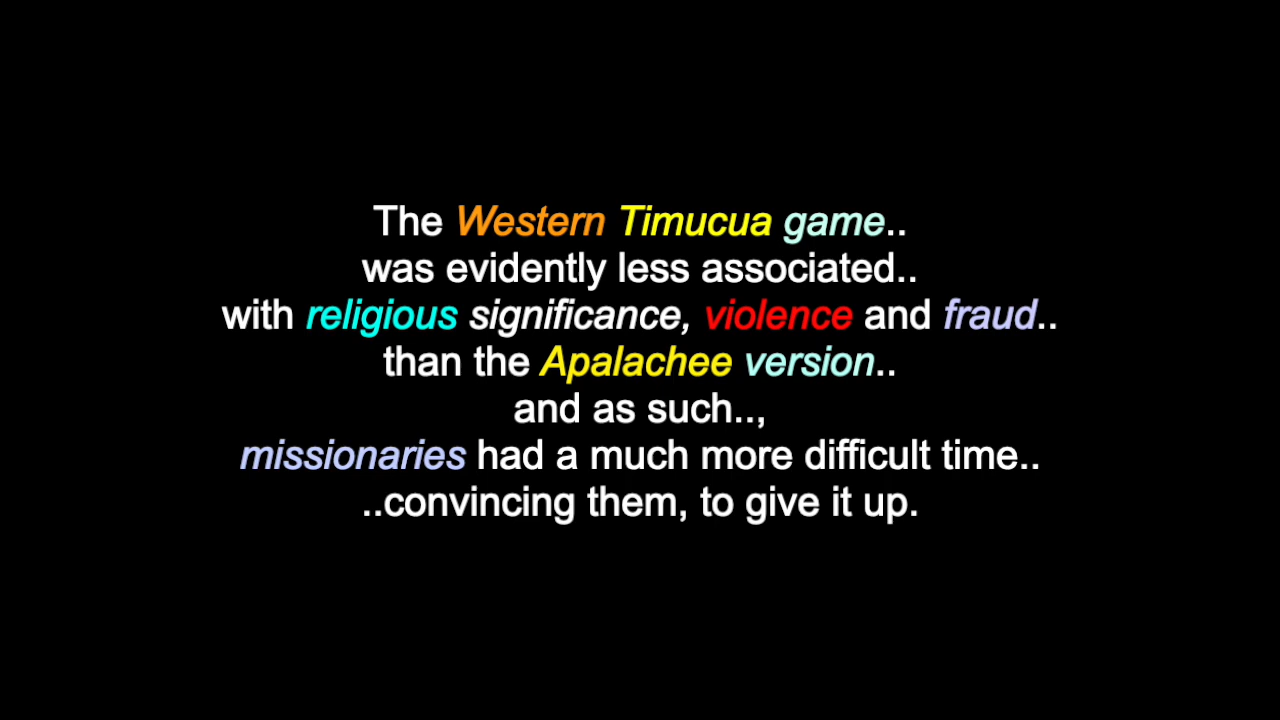 The Western Timucua game..
was evidently less associated..
with religious significance, violence and fraud..
than the Apalachee version..
and as such..,
missionaries had a much more difficult time..
..convincing them, to give it up.